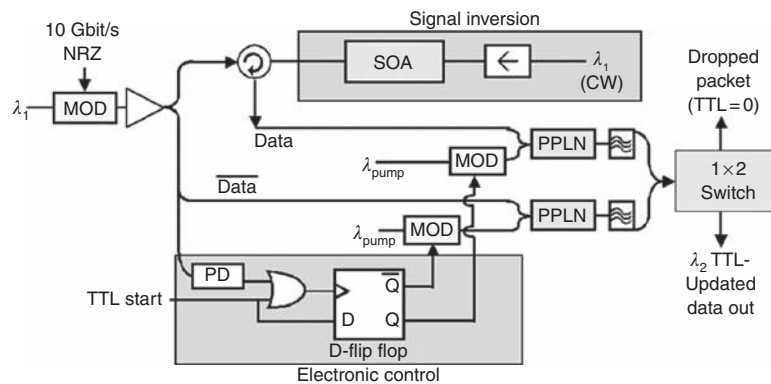 Signal inversion
10 Gbit/s
NRZ
λ1
MOD
SOA
λ1
(CW)
Dropped
packet
(TTL = 0)
Data
λpump
MOD
PPLN
1×2
Switch
D̅a̅t̅a̅
λpump
MOD
PPLN
λ2 TTL-
Updated
data out
PD
TTL start
Q̅
D
Q
D-flip flop
Electronic control